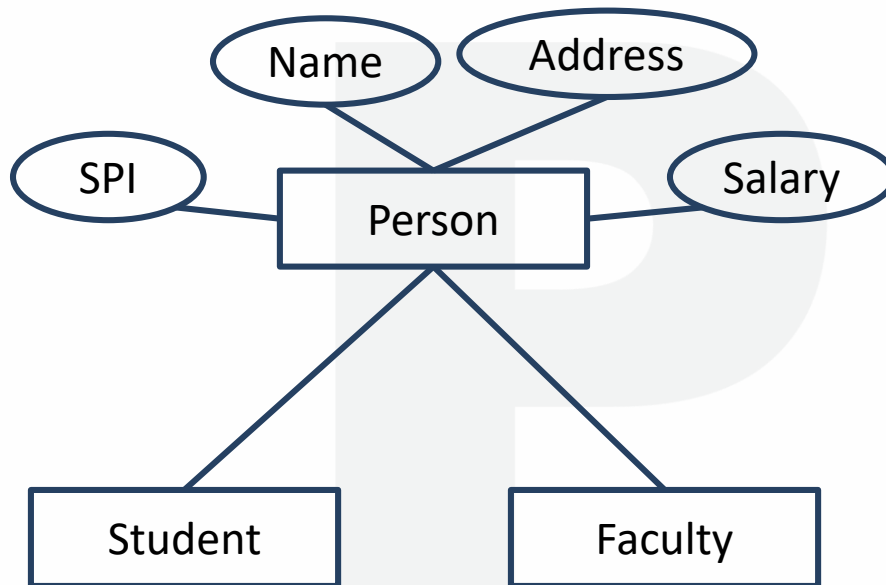 Name
Address
SPI
Salary
Person
Student
Faculty